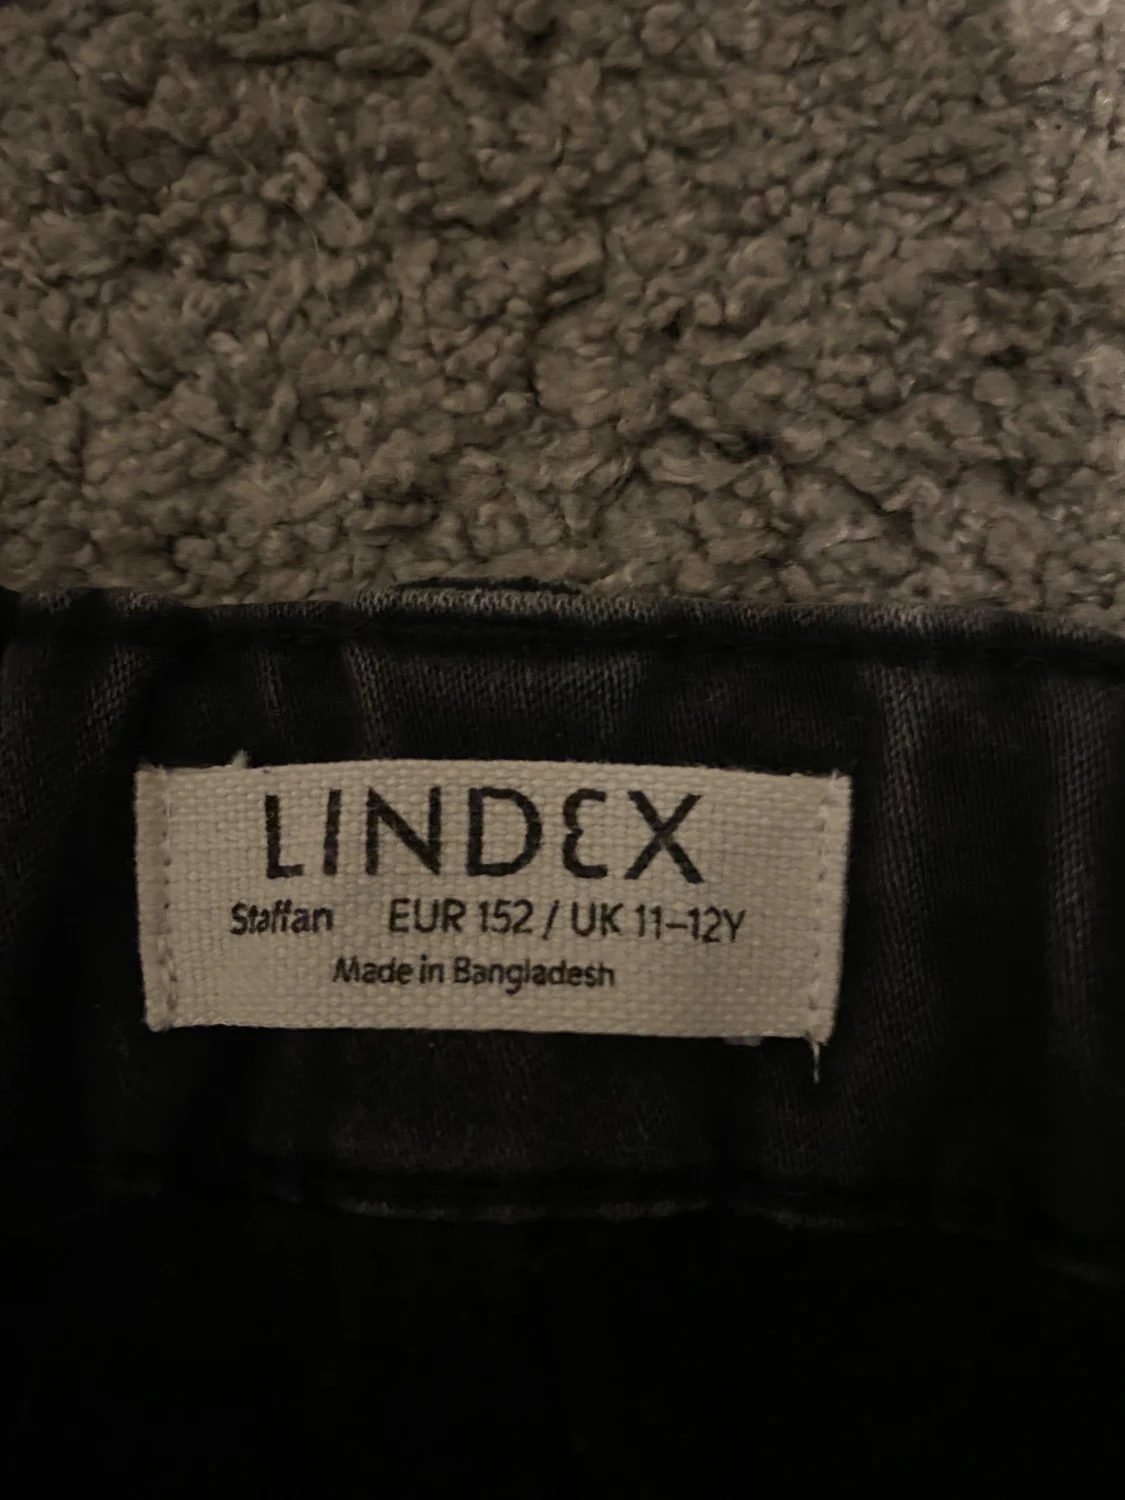 LINDEX
Staffan EUR 152 / UK 11–12Y
Made in Bangladesh